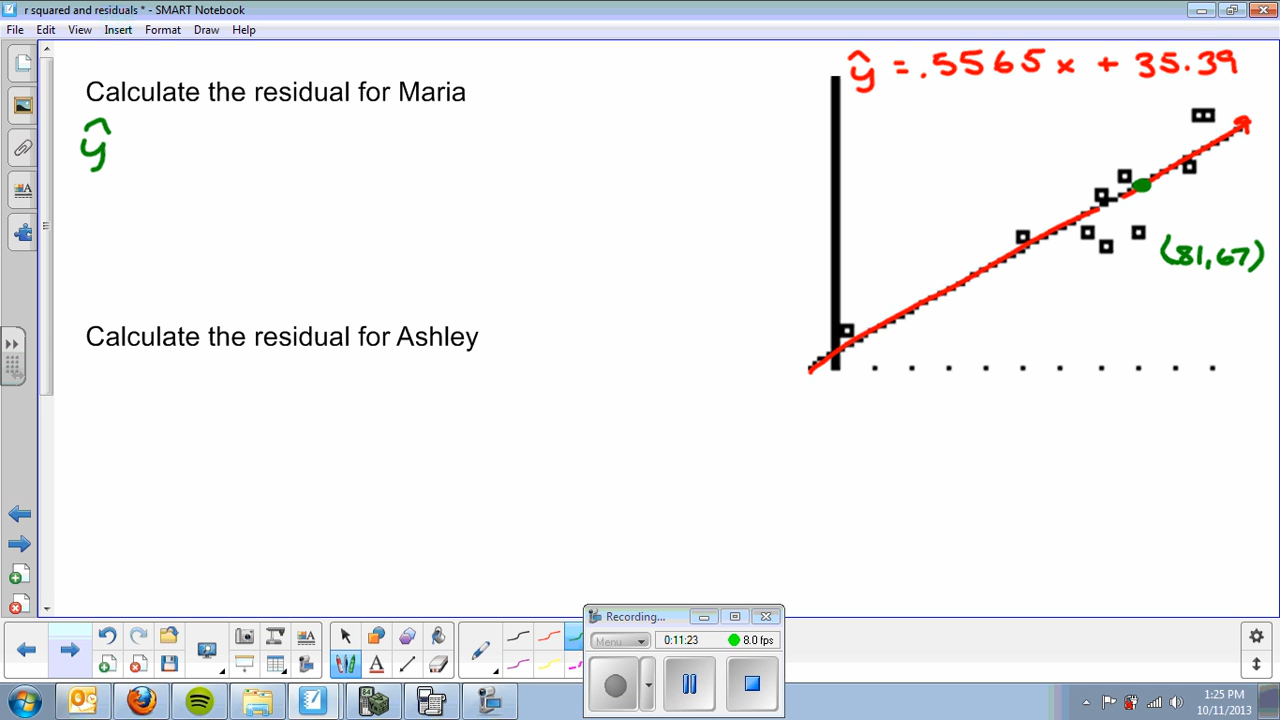 r squared and residuals * - SMART Notebook
File Edit View Insert Format Draw Help
ŷ = .5565x + 35.39
Calculate the residual for Maria
ŷ
(81,67)
Calculate the residual for Ashley
Recording...
Menu 0:11:23 8.0 fps
1:25 PM
10/11/2013